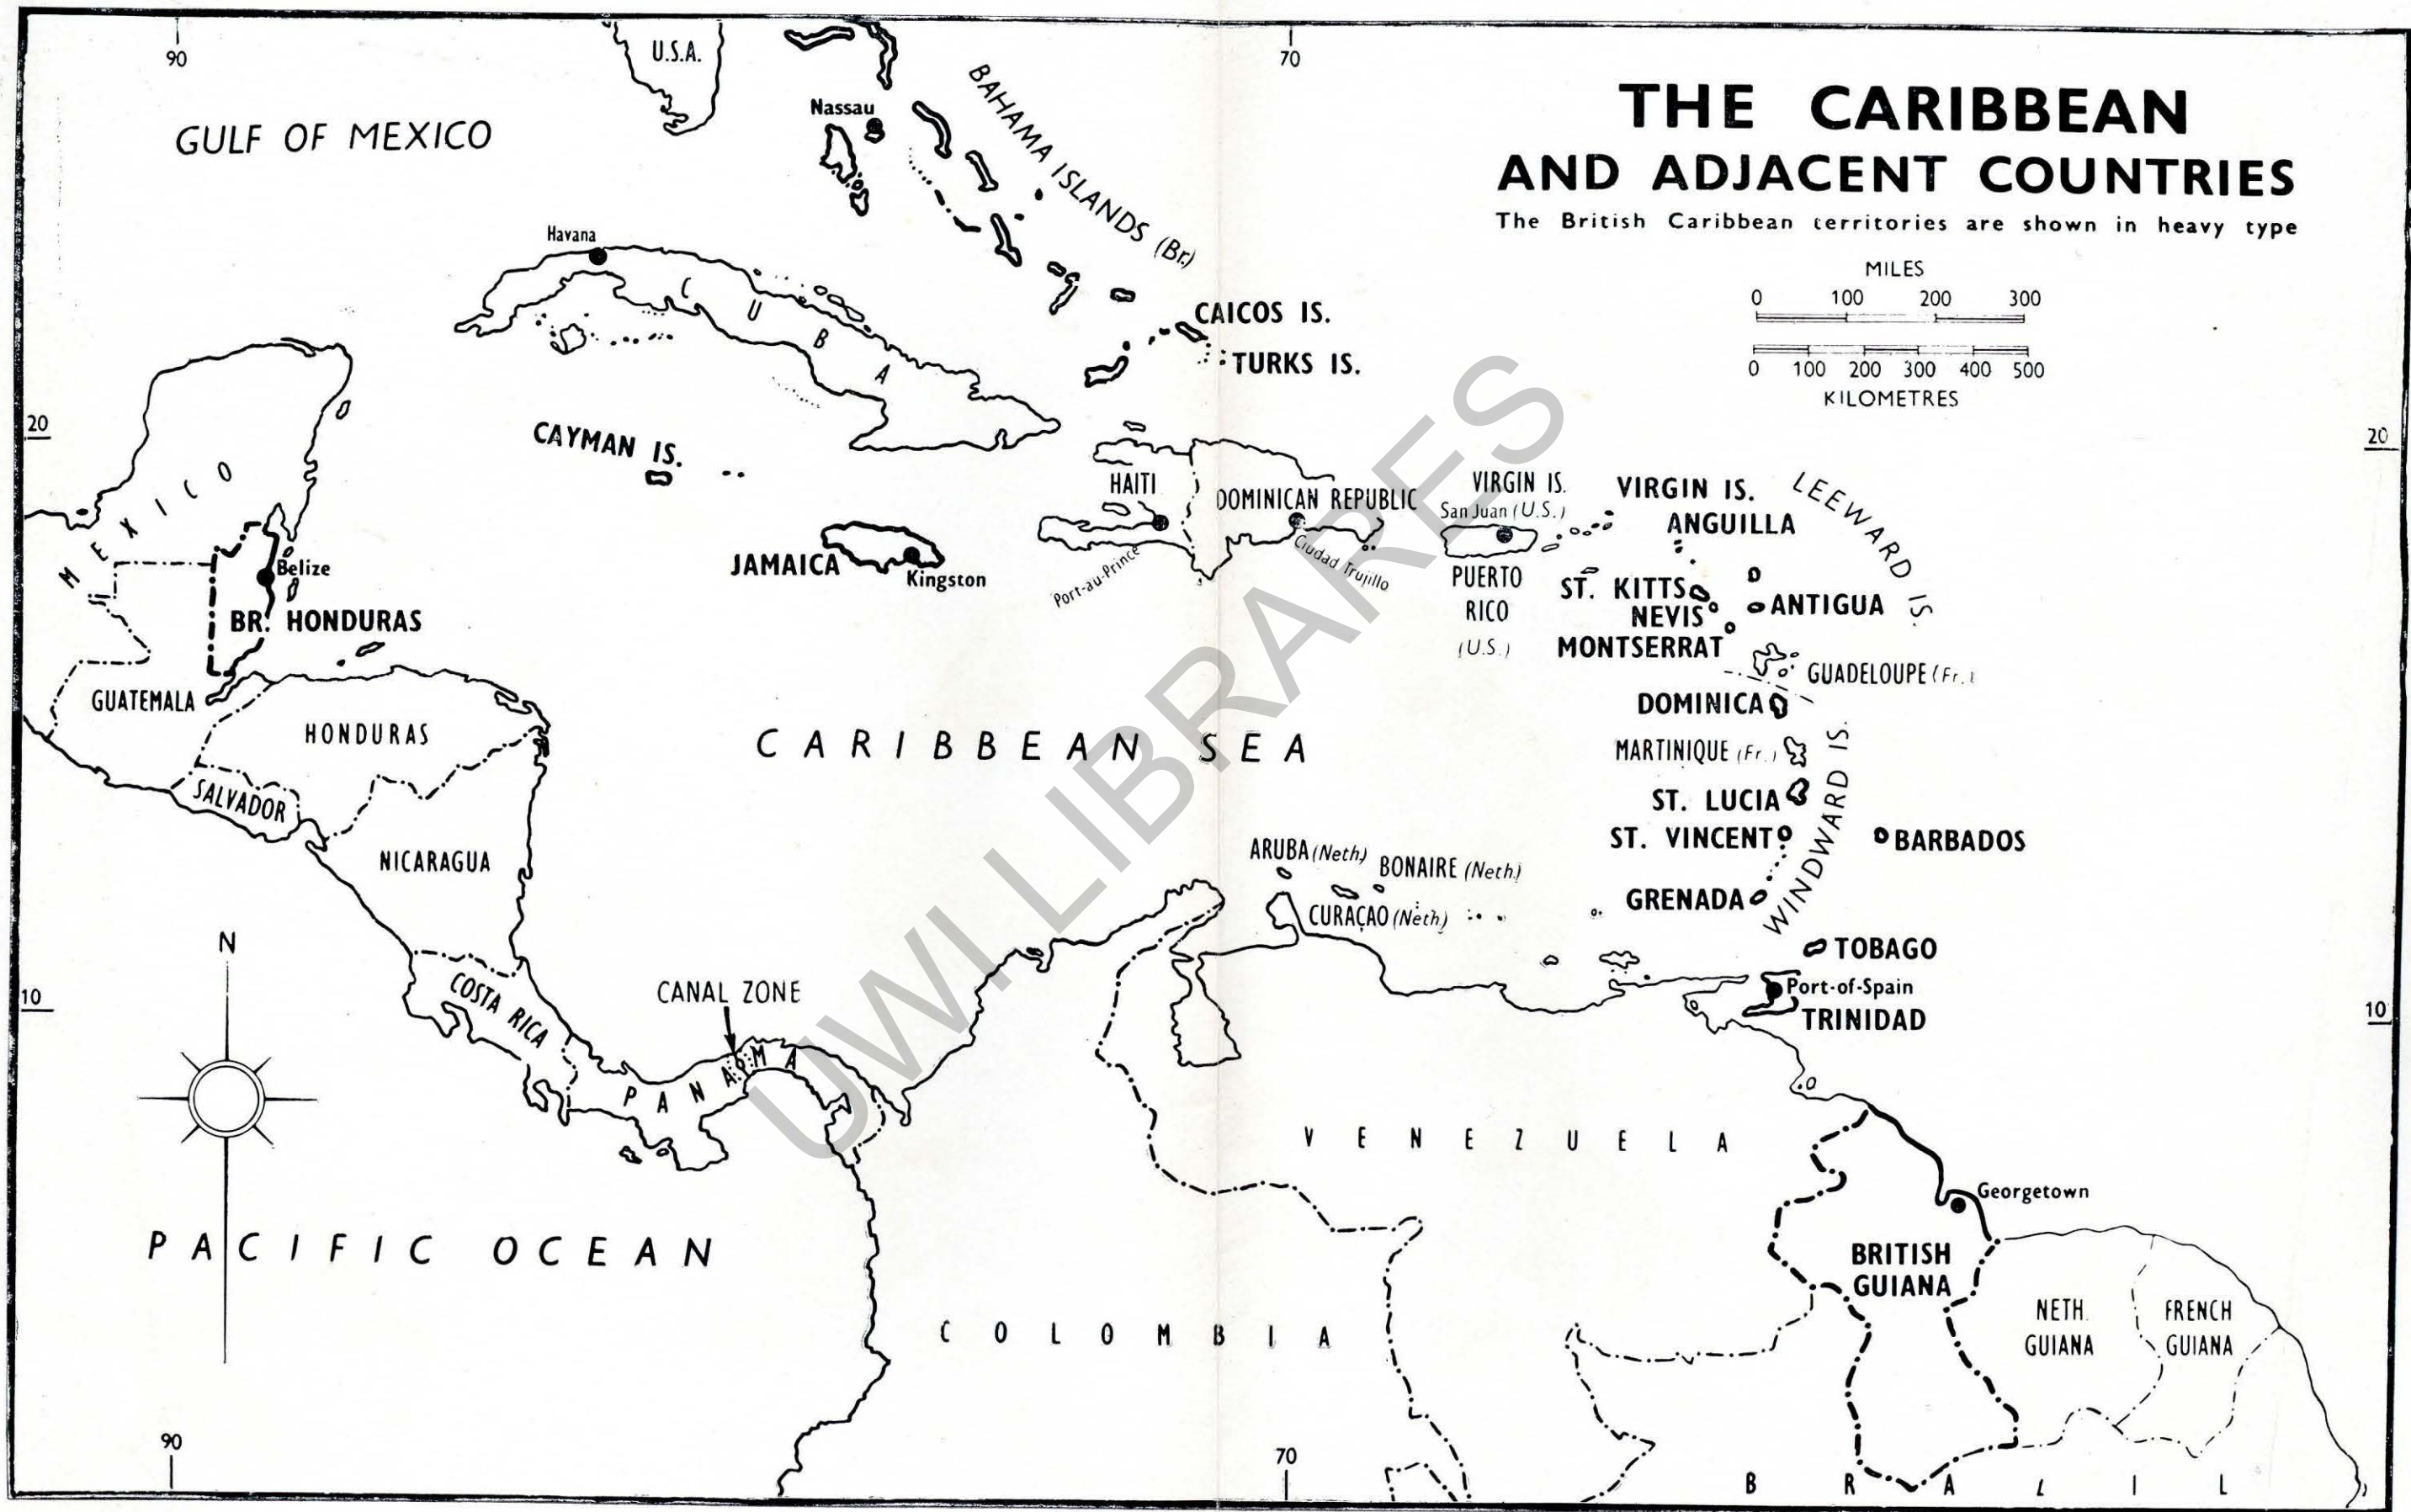 90
U.S.A.
70
THE CARIBBEAN
AND ADJACENT COUNTRIES
The British Caribbean territories are shown in heavy type
MILES
0 100 200 300
0 100 200 300 400 500
KILOMETRES
GULF OF MEXICO
Nassau
BAHAMA ISLANDS (Br.)
Havana
CUBA
CAICOS IS.
TURKS IS.
20
20
CAYMAN IS.
MEXICO
HAITI
DOMINICAN REPUBLIC
VIRGIN IS.
(U.S.)
San Juan
VIRGIN IS.
ANGUILLA
LEEWARD IS.
JAMAICA
Kingston
Port-au-Prince
Ciudad Trujillo
PUERTO
RICO
(U.S.)
ST. KITTS
NEVIS
ANTIGUA
MONTSERRAT
Belize
BR. HONDURAS
GUADELOUPE (Fr.)
GUATEMALA
HONDURAS
DOMINICA
CARIBBEAN SEA
MARTINIQUE (Fr.)
SALVADOR
ST. LUCIA
WINDWARD IS.
NICARAGUA
ST. VINCENT
BARBADOS
ARUBA (Neth)
BONAIRE (Neth.)
CURAÇAO (Neth)
GRENADA
N
TOBAGO
COSTA RICA
CANAL ZONE
Port-of-Spain
TRINIDAD
10
10
PANAMA
VENEZUELA
Georgetown
PACIFIC OCEAN
BRITISH
GUIANA
COLOMBIA
NETH.
GUIANA
FRENCH
GUIANA
90
70
BRAZIL
UWI LIBRARIES